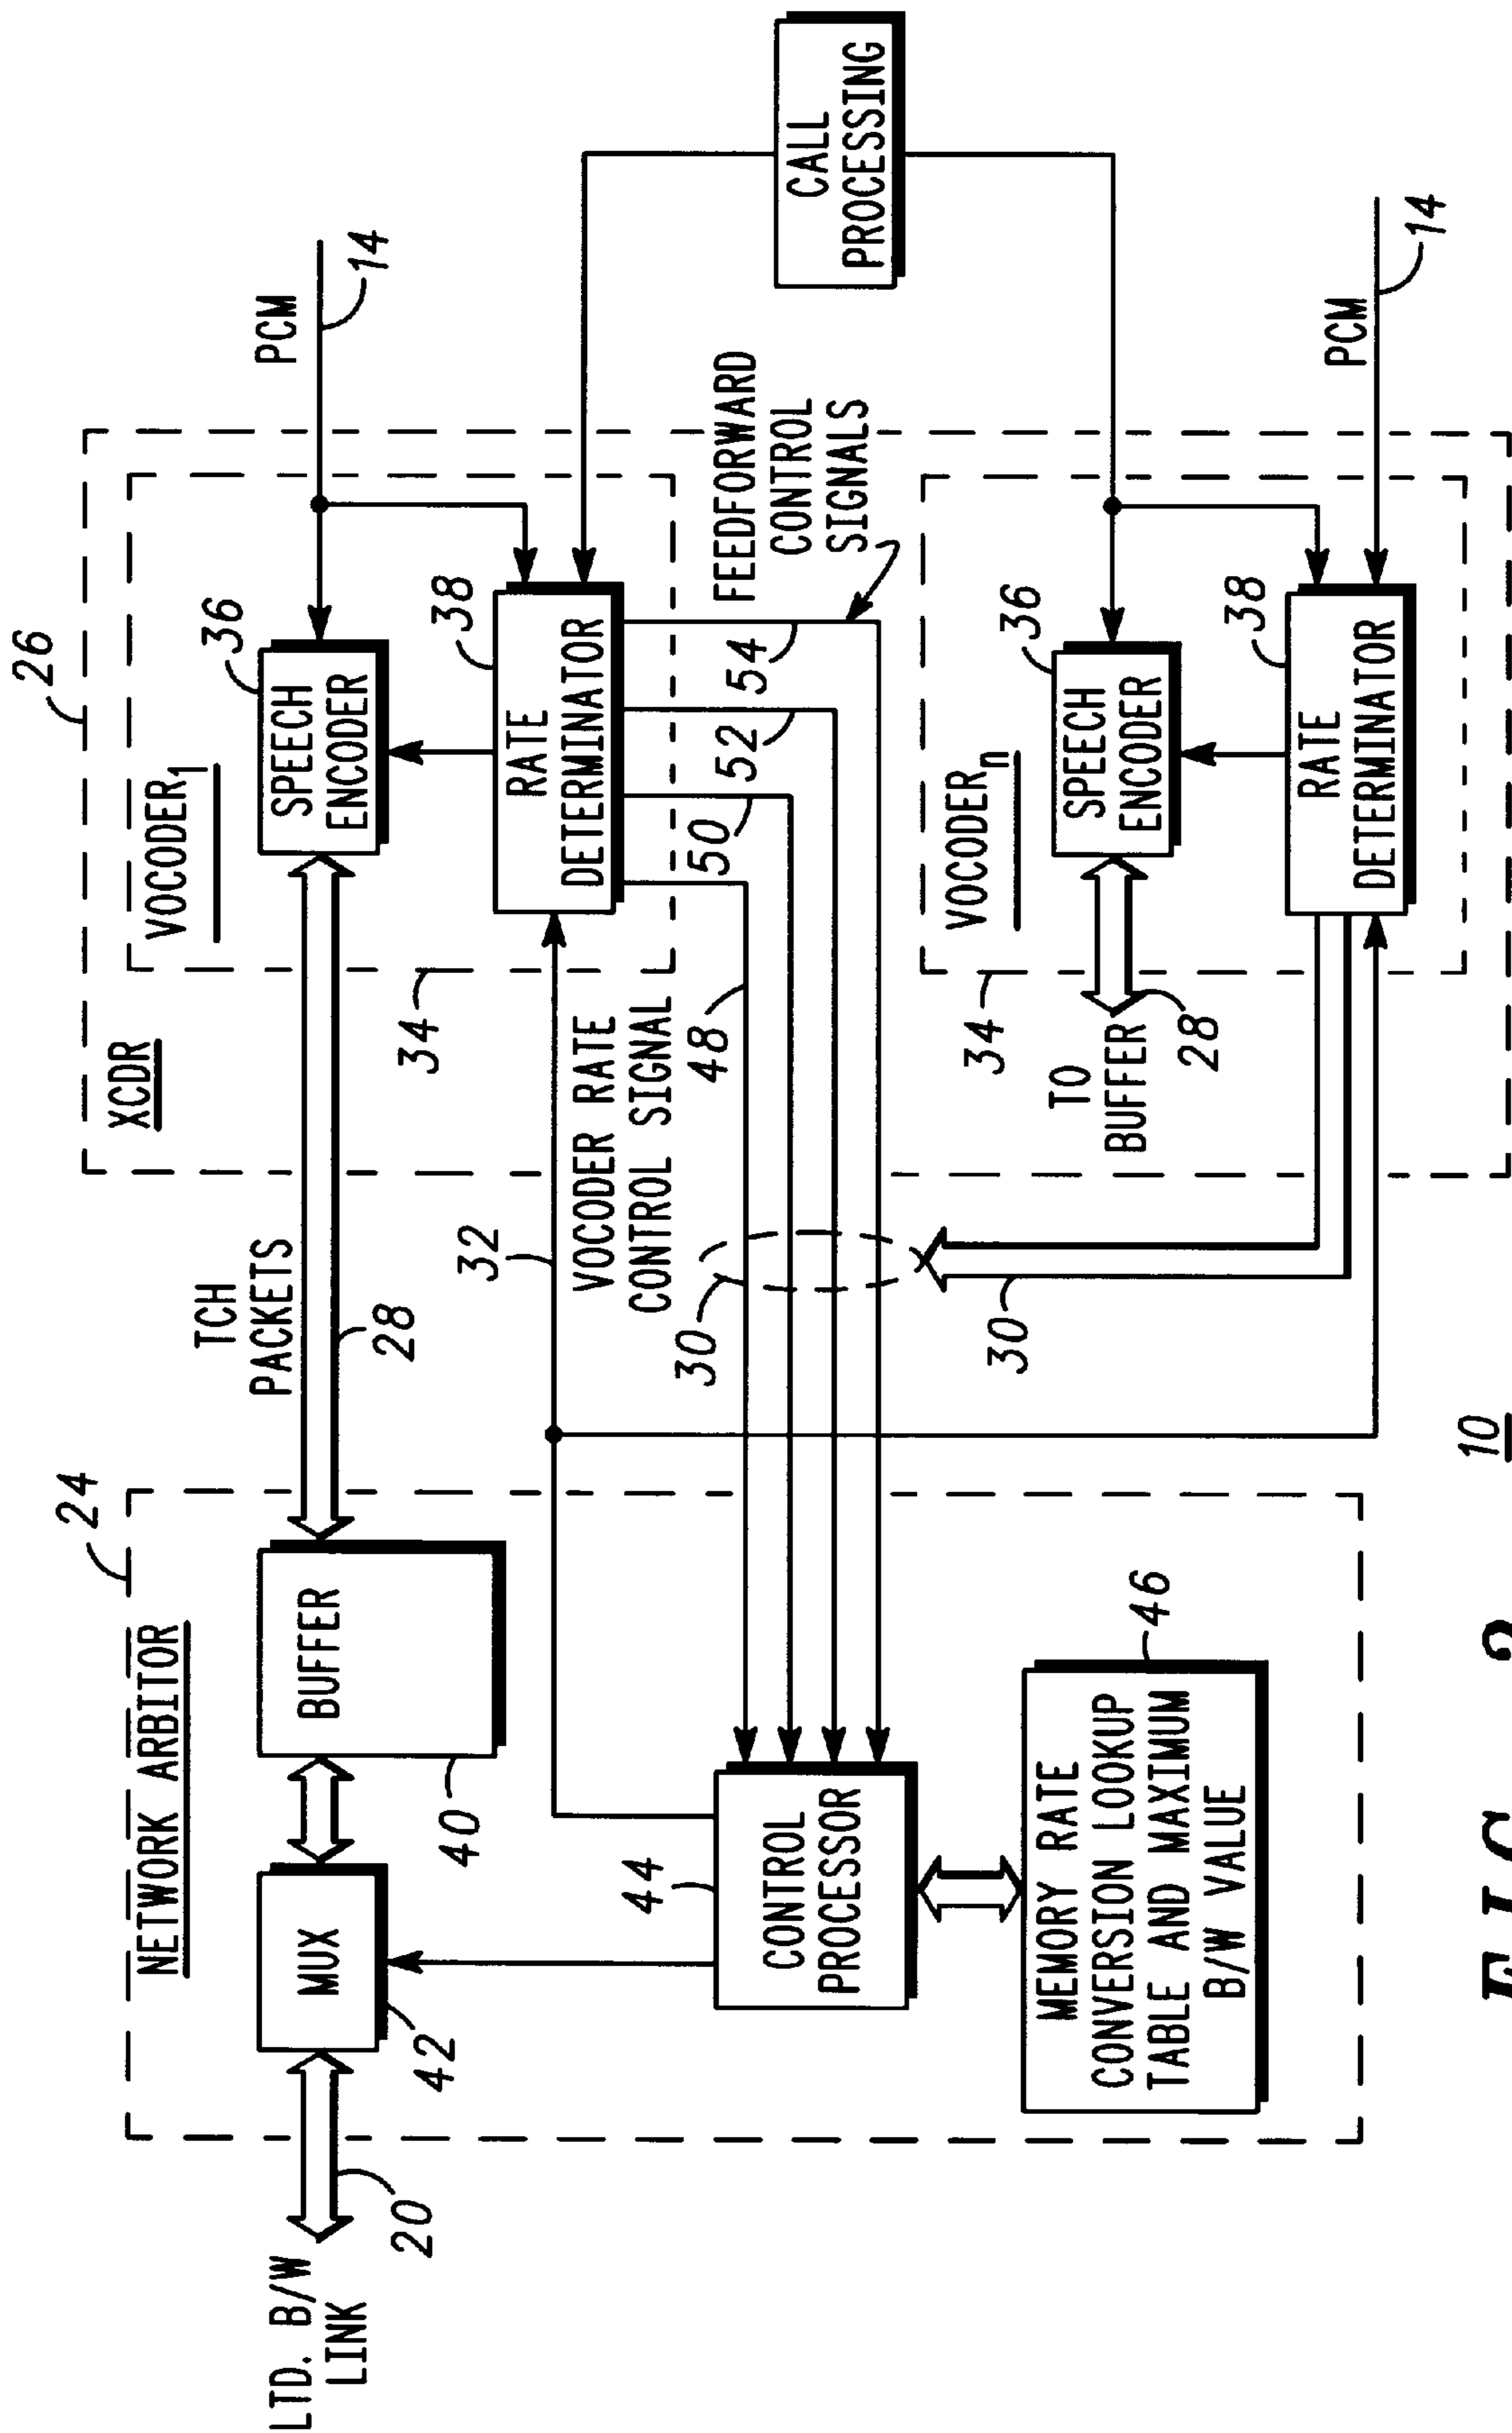 24
NETWORK ARBITOR
LTD. B/W
LINK
20
MUX
42
BUFFER
40
TCH
PACKETS
28
CONTROL
PROCESSOR
44
MEMORY RATE
CONVERSION LOOKUP
TABLE AND MAXIMUM
B/W VALUE
46
26
XCDR
34
VOCODER1
SPEECH
ENCODER
36
PCM
14
RATE
DETERMINATOR
38
32
VOCODER RATE
CONTROL SIGNAL
30
48
50
52
54
FEEDFORWARD
CONTROL
SIGNALS
CALL
PROCESSING
34
VOCODERn
SPEECH
ENCODER
36
TO
BUFFER
28
RATE
DETERMINATOR
38
PCM
14
30
10